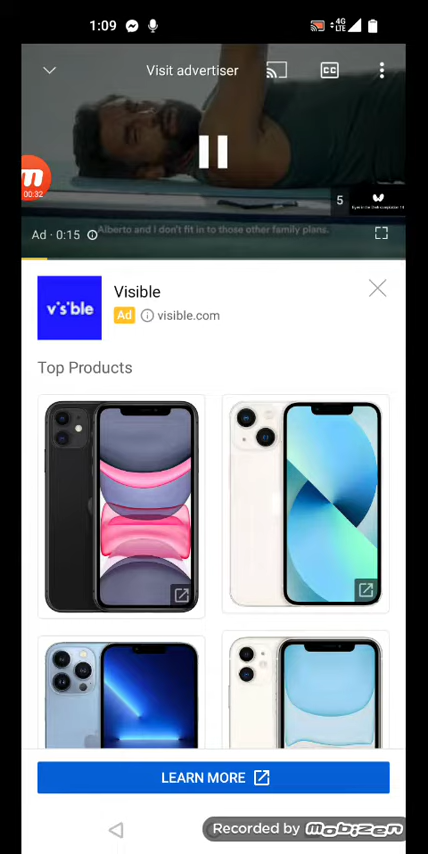 1:09
4G
LTE
Visit advertiser
CC
00:32
5
Ad · 0:15
Alberto and I don't fit in to those other family plans.
visible
Visible
Ad
visible.com
Top Products
LEARN MORE
Recorded by
MOBIZEN